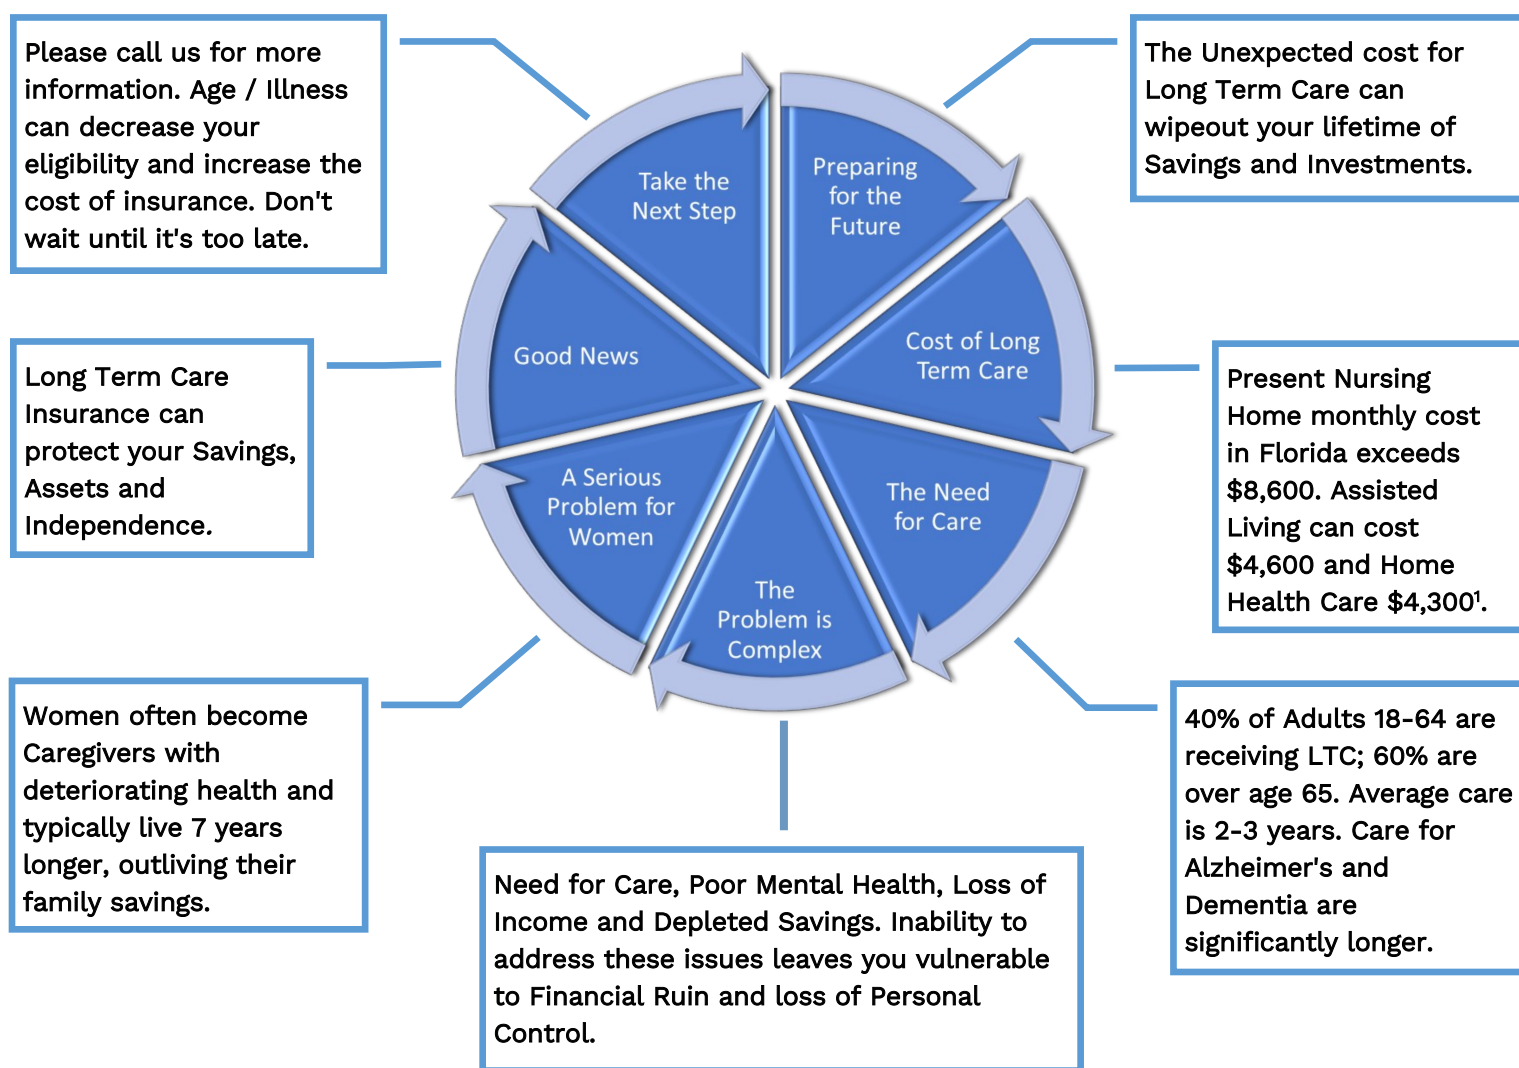 Please call us for more
information. Age / Illness
can decrease your
eligibility and increase the
cost of insurance. Don't
wait until it's too late.
The Unexpected cost for
Long Term Care can
wipeout your lifetime of
Savings and Investments.
Take the
Next Step
Preparing
for the
Future
Good News
Cost of Long
Term Care
A Serious
Problem for
Women
The Need
for Care
The
Problem is
Complex
Long Term Care
Insurance can
protect your Savings,
Assets and
Independence.
Present Nursing
Home monthly cost
in Florida exceeds
$8,600. Assisted
Living can cost
$4,600 and Home
Health Care $4,300¹.
Women often become
Caregivers with
deteriorating health and
typically live 7 years
longer, outliving their
family savings.
40% of Adults 18-64 are
receiving LTC; 60% are
over age 65. Average care
is 2-3 years. Care for
Alzheimer's and
Dementia are
significantly longer.
Need for Care, Poor Mental Health, Loss of
Income and Depleted Savings. Inability to
address these issues leaves you vulnerable
to Financial Ruin and loss of Personal
Control.